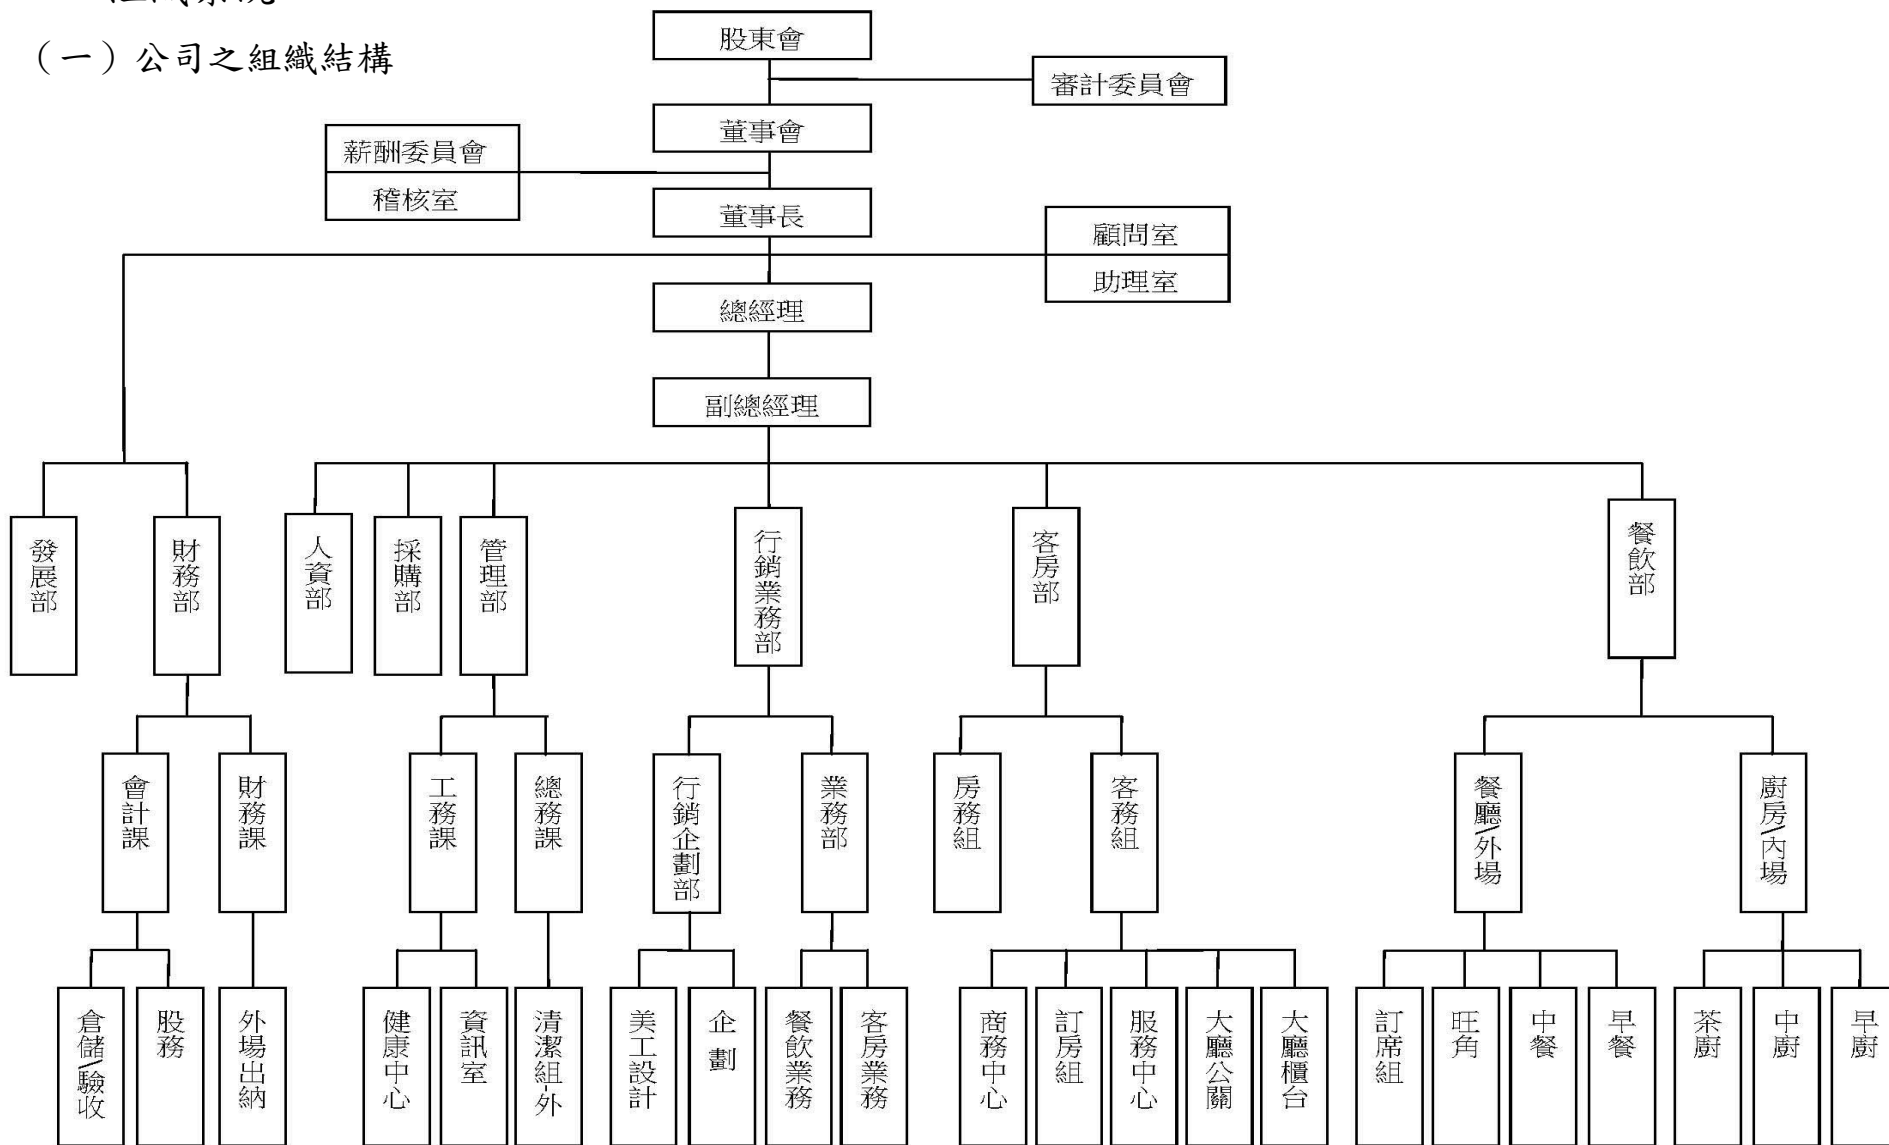 （一）公司之組織結構
股東會
審計委員會
董事會
薪酬委員會
稽核室
董事長
顧問室
助理室
總經理
副總經理
發展部
財務部
人資部
採購部
管理部
行銷業務部
客房部
餐飲部
會計課
財務課
工務課
總務課
行銷企劃部
業務部
房務組
客務組
餐廳\外場
廚房\內場
倉儲\驗收
股務
外場出納
健康中心
資訊室
清潔組-外
美工設計
企劃
餐飲業務
客房業務
商務中心
訂房組
服務中心
大廳公關
大廳櫃台
訂席組
旺角
中餐
早餐
茶廚
中廚
早廚